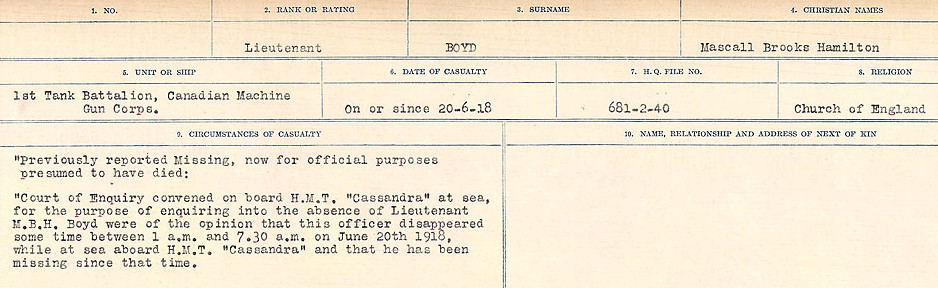 1. NO.
2. RANK OR RATING
3. SURNAME
4. CHRISTIAN NAMES
Lieutenant
BOYD
Mascall Brooks Hamilton
5. UNIT OR SHIP
6. DATE OF CASUALTY
7. H.Q. FILE NO.
8. RELIGION
1st Tank Battalion, Canadian Machine
Gun Corps.
On or since 20-6-18
681-2-40
Church of England
9. CIRCUMSTANCES OF CASUALTY
10. NAME, RELATIONSHIP AND ADDRESS OF NEXT OF KIN
"Previously reported Missing, now for official purposes
presumed to have died:
"Court of Enquiry convened on board H.M.T. "Cassandra" at sea,
for the purpose of enquiring into the absence of Lieutenant
M.B.H. Boyd were of the opinion that this officer disappeared
some time between 1 a.m. and 7.30 a.m. on June 20th 1918,
while at sea aboard H.M.T. "Cassandra" and that he has been
missing since that time.